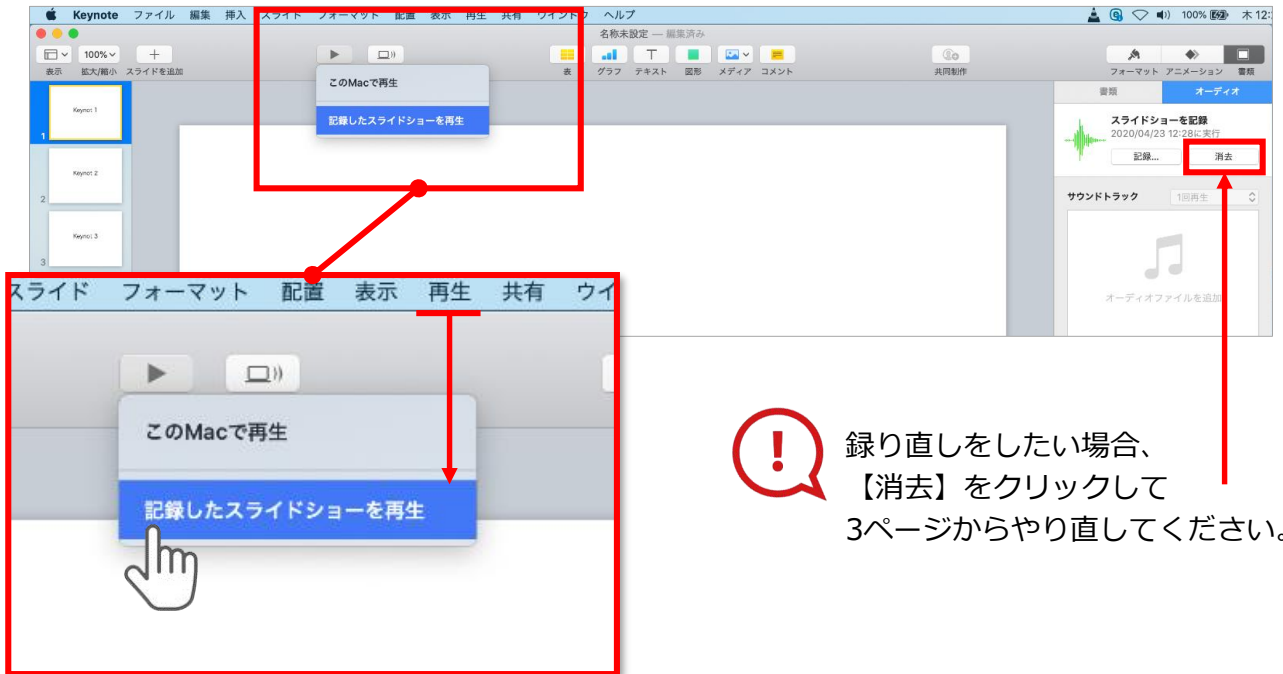 Keynote ファイル 編集 挿入 スライド フォーマット 配置 表示 再生 共有 ウインドウ ヘルプ 100% 木 12:
名称未設定 — 編集済み
100%
表示 拡大/縮小 スライドを追加 表 グラフ テキスト 図形 メディア コメント 共同制作 フォーマット アニメーション 書類
このMacで再生
記録したスライドショーを再生
書類 オーディオ
スライドショーを記録
2020/04/23 12:28に実行
記録... 消去
サウンドトラック 1回再生
オーディオファイルを追加
Keynot 1
1
Keynot 2
2
Keynot 3
3
スライド フォーマット 配置 表示 再生 共有 ウイ
このMacで再生
記録したスライドショーを再生
録り直しをしたい場合、
【消去】をクリックして
3ページからやり直してください。